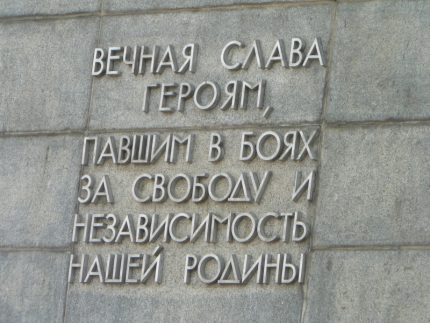 ВЕЧНАЯ СЛАВА
ГЕРОЯМ,
ПАВШИМ В БОЯХ
ЗА СВОБОДУ И
НЕЗАВИСИМОСТЬ
НАШЕЙ РОДИНЫ